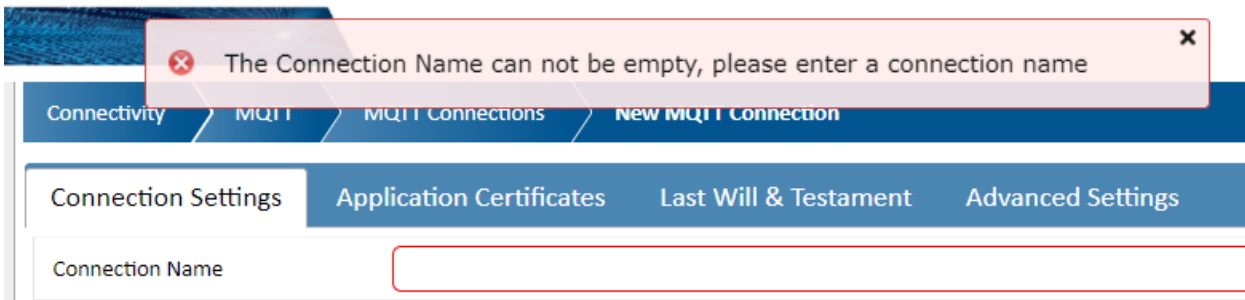 The Connection Name can not be empty, please enter a connection name
Connectivity MQTT MQTT Connections New MQTT Connection
Connection Settings Application Certificates Last Will & Testament Advanced Settings
Connection Name